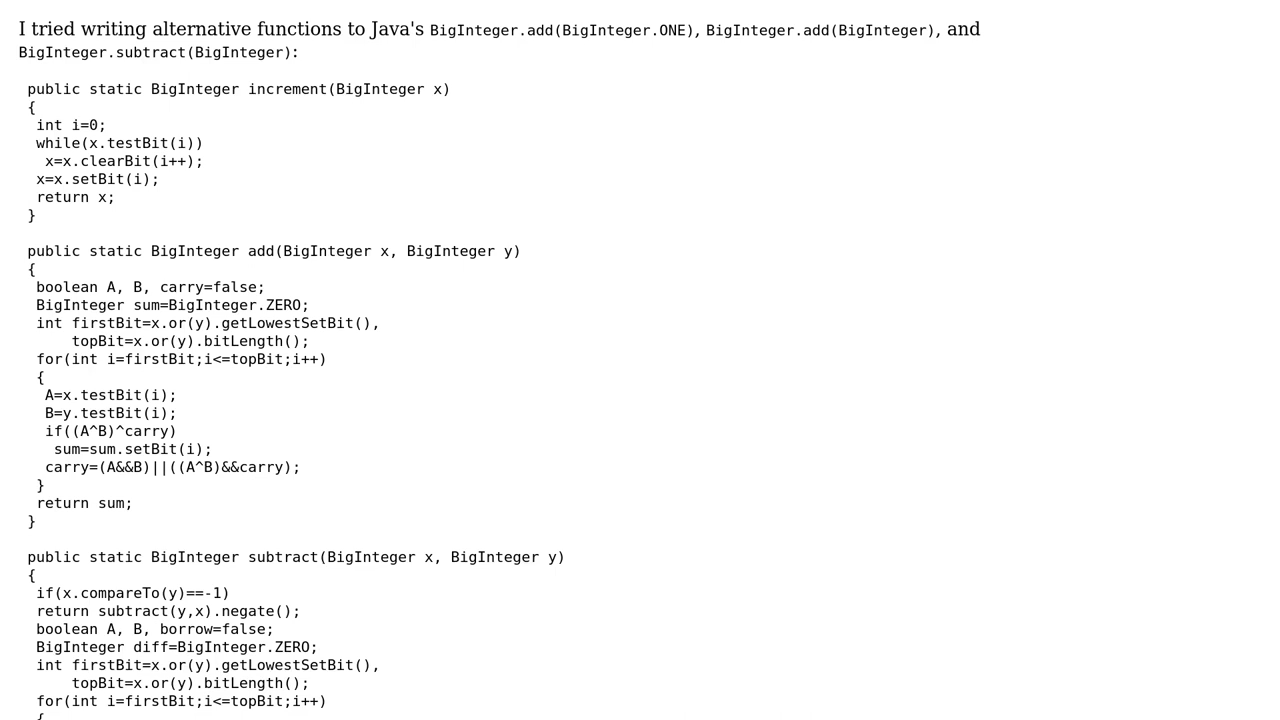 I tried writing alternative functions to Java's BigInteger.add(BigInteger.ONE), BigInteger.add(BigInteger), and
BigInteger.subtract(BigInteger):
public static BigInteger increment(BigInteger x)
{
int i=0;
while(x.testBit(i))
x=x.clearBit(i++);
x=x.setBit(i);
return x;
}
public static BigInteger add(BigInteger x, BigInteger y)
{
boolean A, B, carry=false;
BigInteger sum=BigInteger.ZERO;
int firstBit=x.or(y).getLowestSetBit(),
topBit=x.or(y).bitLength();
for(int i=firstBit;i<=topBit;i++)
{
A=x.testBit(i);
B=y.testBit(i);
if((A^B)^carry)
sum=sum.setBit(i);
carry=(A&&B)||((A^B)&&carry);
}
return sum;
}
public static BigInteger subtract(BigInteger x, BigInteger y)
{
if(x.compareTo(y)==-1)
return subtract(y,x).negate();
boolean A, B, borrow=false;
BigInteger diff=BigInteger.ZERO;
int firstBit=x.or(y).getLowestSetBit(),
topBit=x.or(y).bitLength();
for(int i=firstBit;i<=topBit;i++)
{